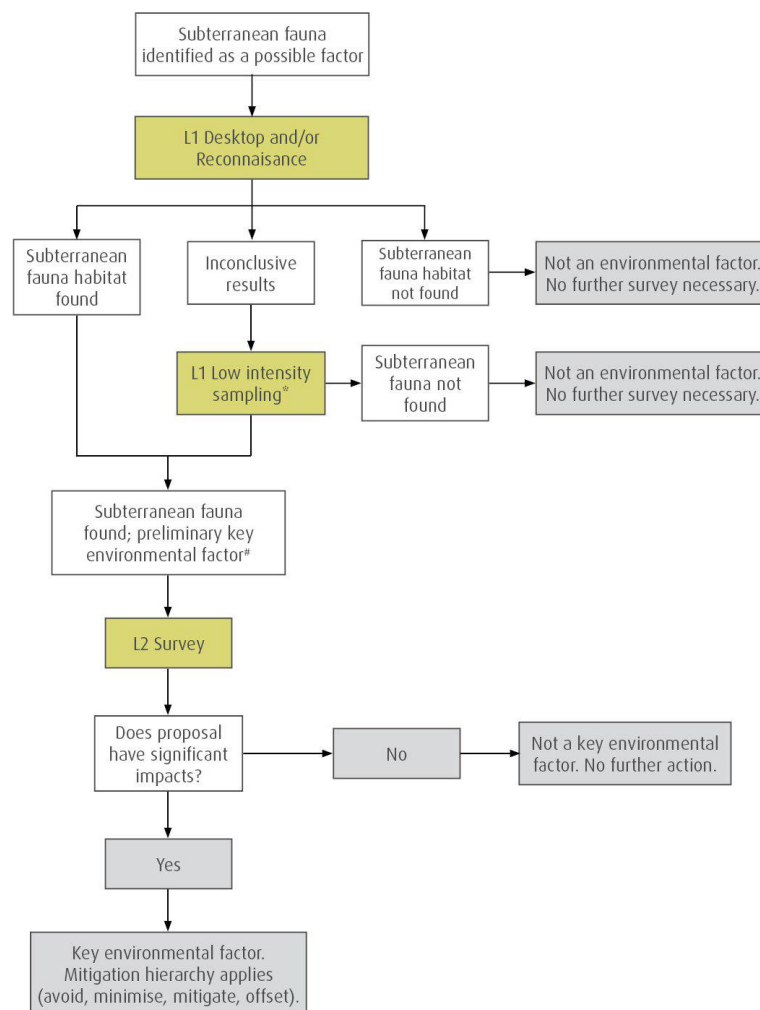 Subterranean fauna
identified as a possible factor
L1 Desktop and/or
Reconnaisance
Subterranean
fauna habitat
found
Inconclusive
results
Subterranean
fauna habitat
not found
Not an environmental factor.
No further survey necessary.
L1 Low intensity
sampling*
Subterranean
fauna not
found
Not an environmental factor.
No further survey necessary.
Subterranean fauna
found; preliminary key
environmental factor#
L2 Survey
Does proposal
have significant
impacts?
No
Not a key environmental
factor. No further action.
Yes
Key environmental factor.
Mitigation hierarchy applies
(avoid, minimise, mitigate, offset).